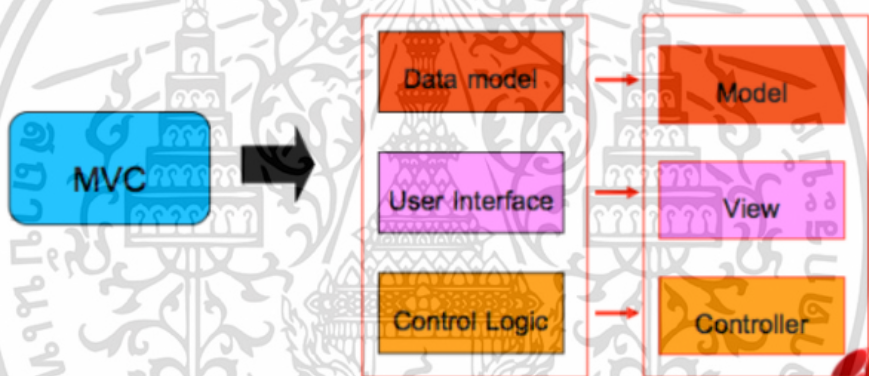 MVC
Data model
Model
User Interface
View
Control Logic
Controller